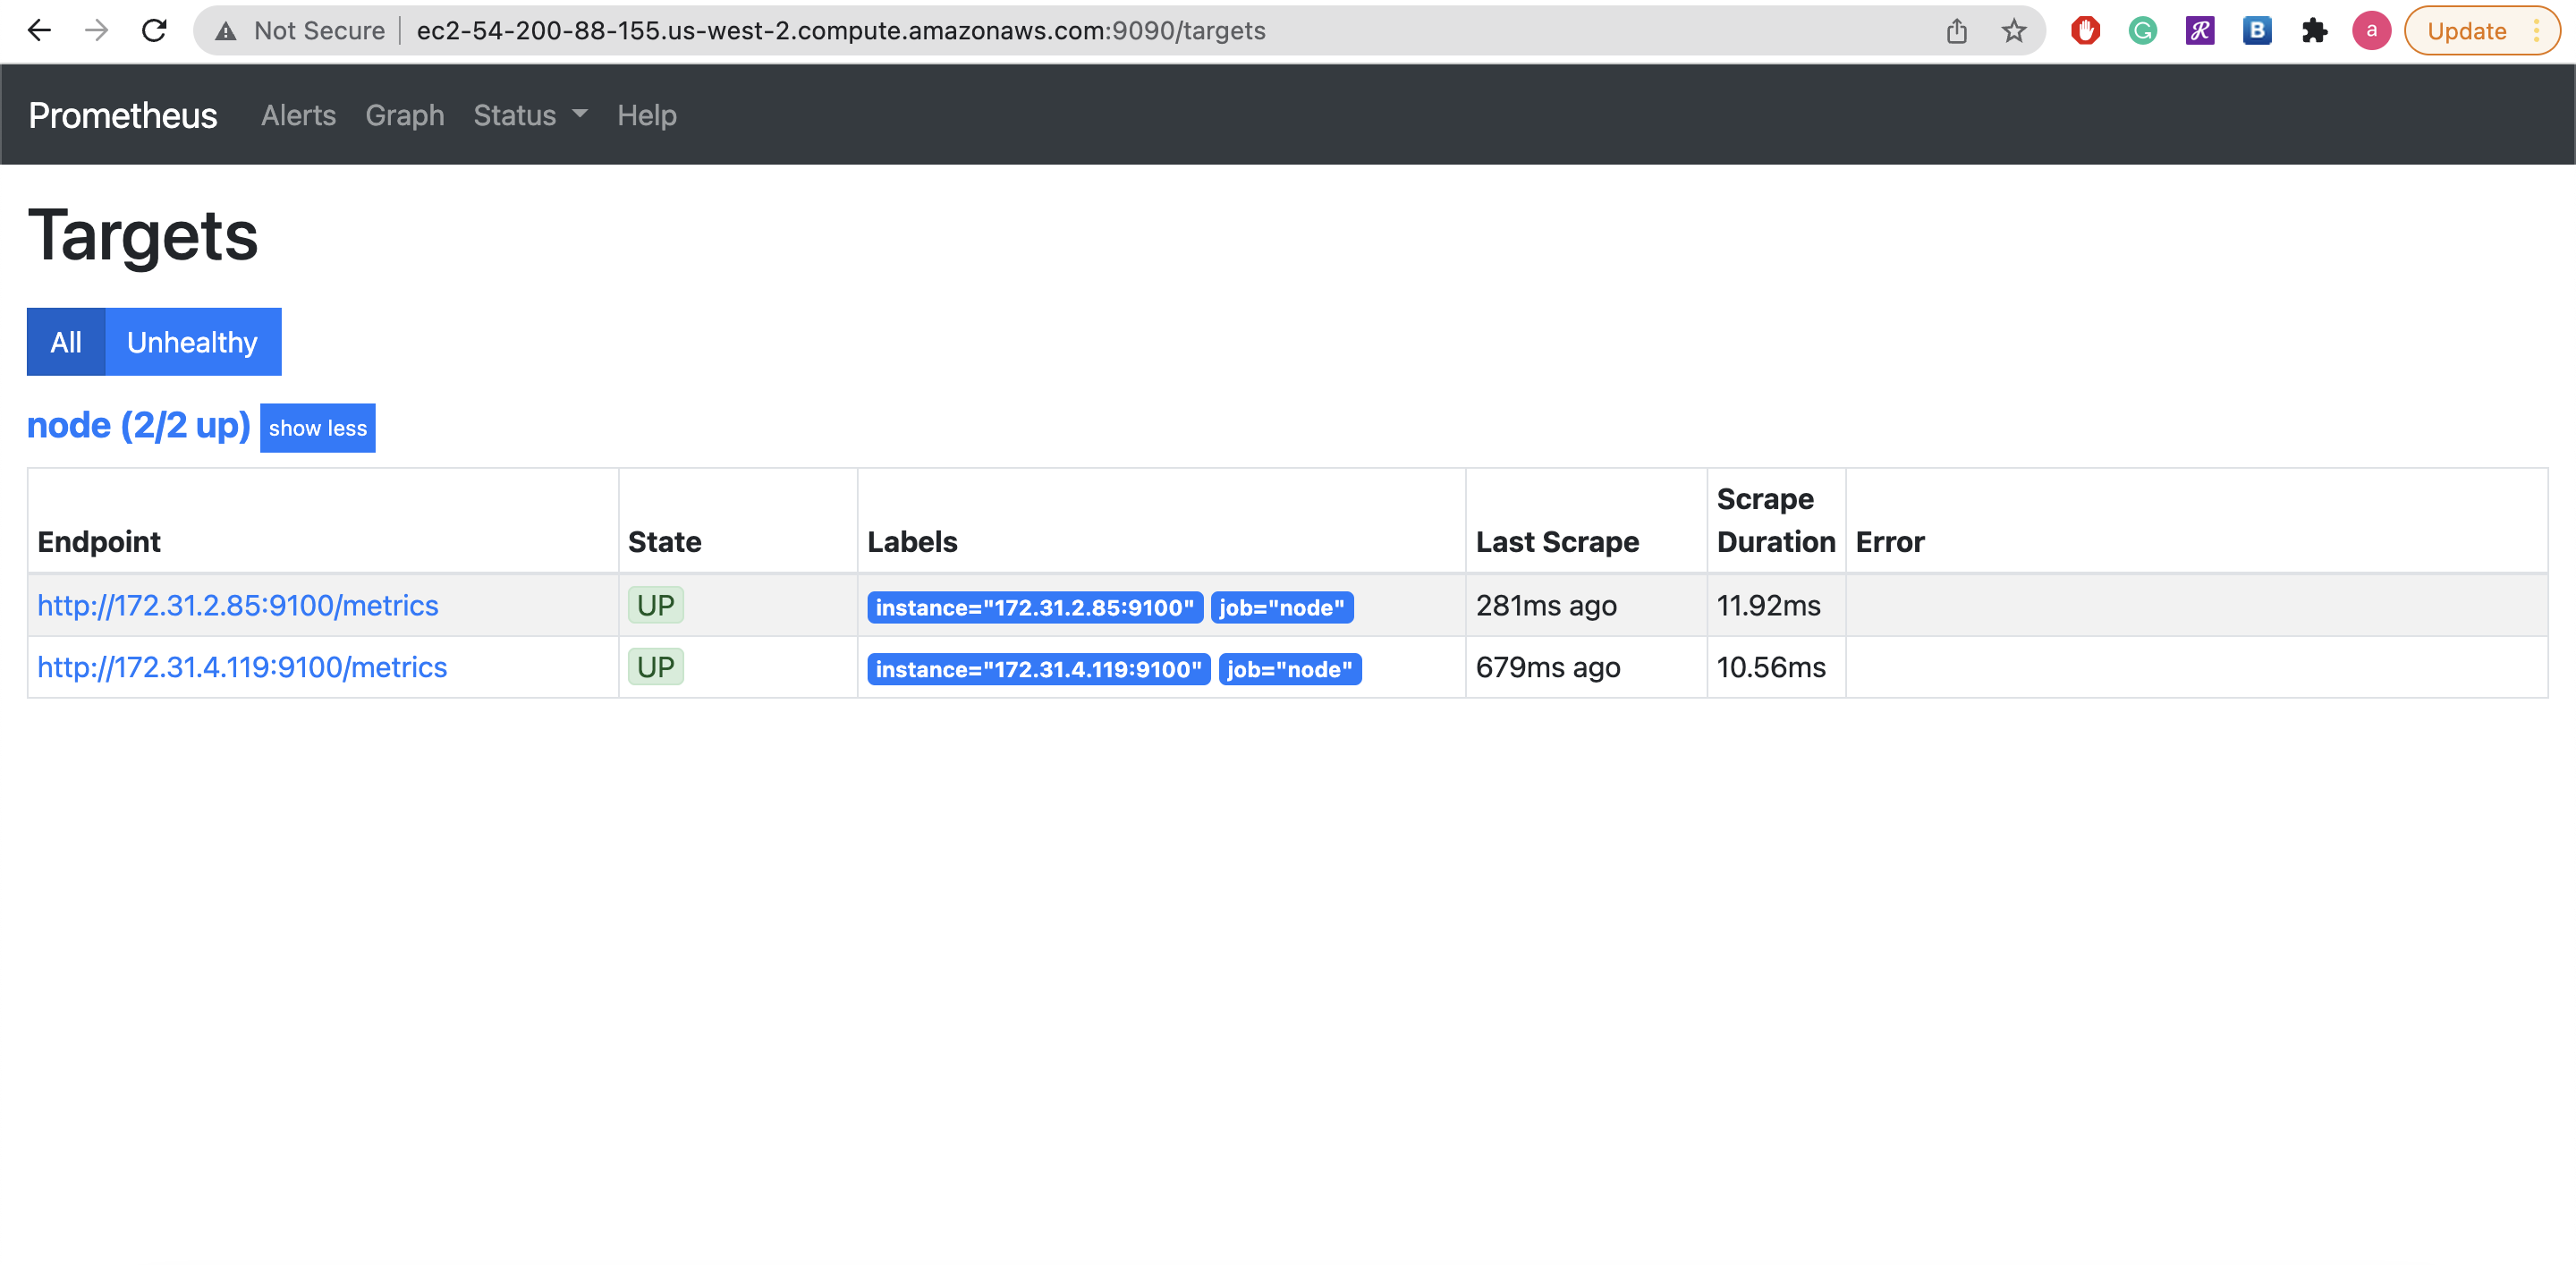 Not Secure | ec2-54-200-88-155.us-west-2.compute.amazonaws.com:9090/targets G R B a Update
Prometheus Alerts Graph Status Help
Targets
All Unhealthy
node (2/2 up) show less
Endpoint State Labels Last Scrape Scrape Duration Error
http://172.31.2.85:9100/metrics UP instance="172.31.2.85:9100" job="node" 281ms ago 11.92ms
http://172.31.4.119:9100/metrics UP instance="172.31.4.119:9100" job="node" 679ms ago 10.56ms